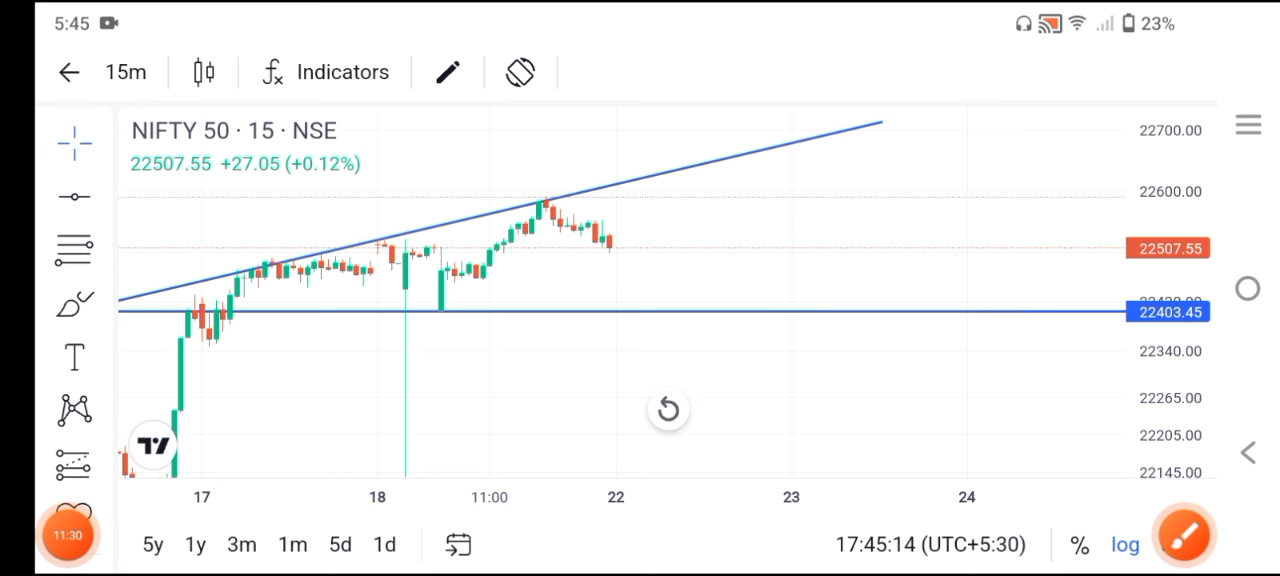 5:45
23%
15m
Indicators
NIFTY 50 · 15 · NSE
22507.55 +27.05 (+0.12%)
22700.00
22600.00
22507.55
22403.45
22340.00
22265.00
22205.00
22145.00
T
17 18 11:00 22 23 24
11:30
5y 1y 3m 1m 5d 1d
17:45:14 (UTC+5:30)
% log